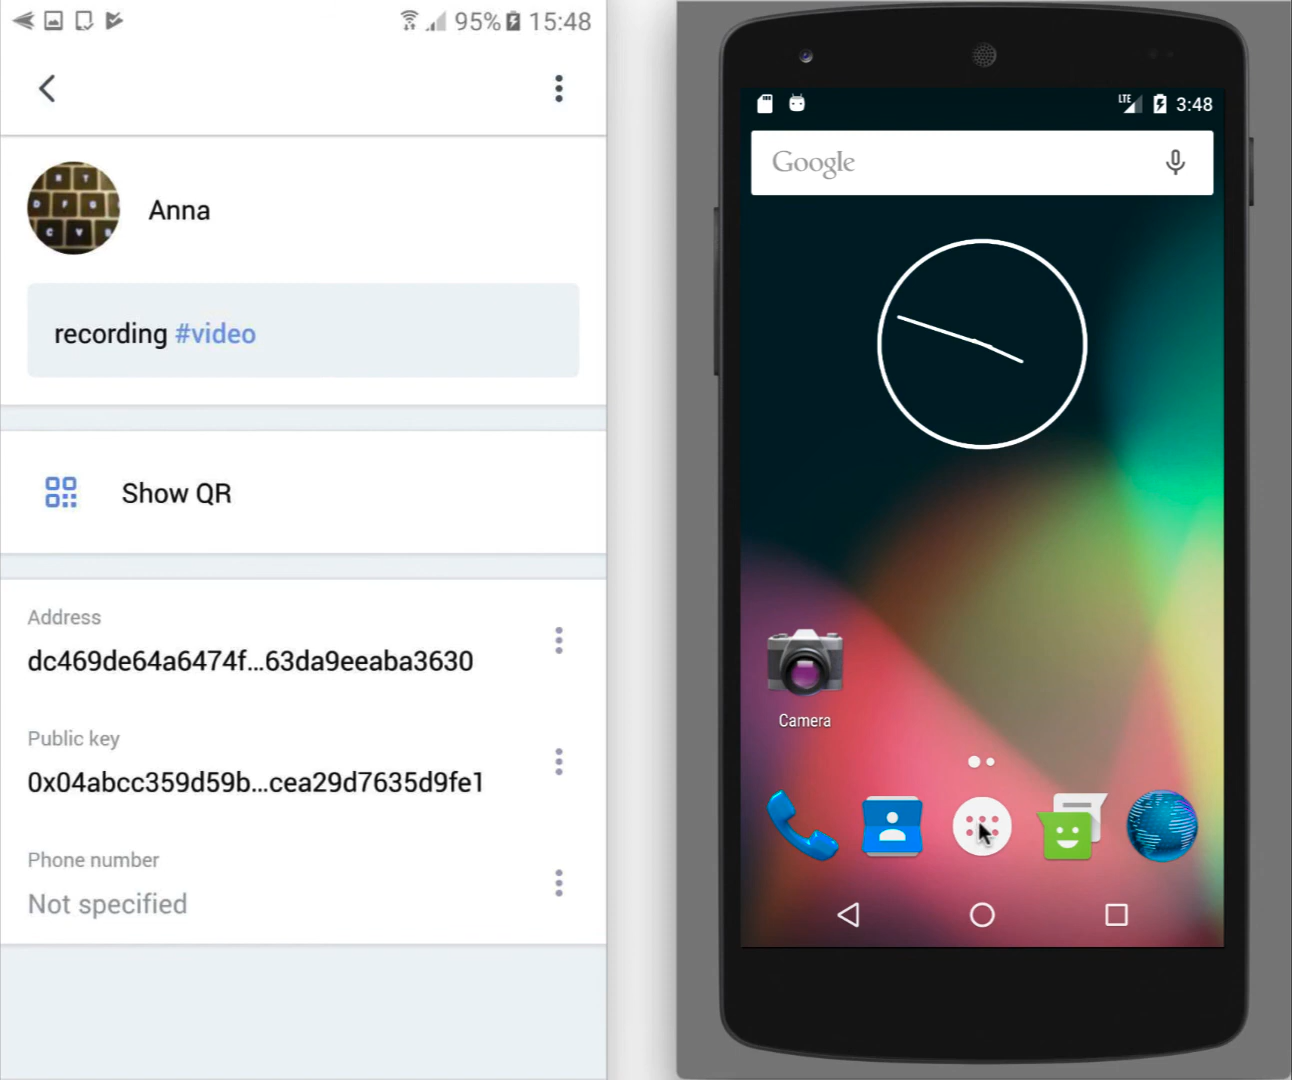 95% 15:48
Anna
recording #video
Show QR
Address
dc469de64a6474f...63da9eeaba3630
Public key
0x04abcc359d59b...cea29d7635d9fe1
Phone number
Not specified
LTE 3:48
Google
Camera